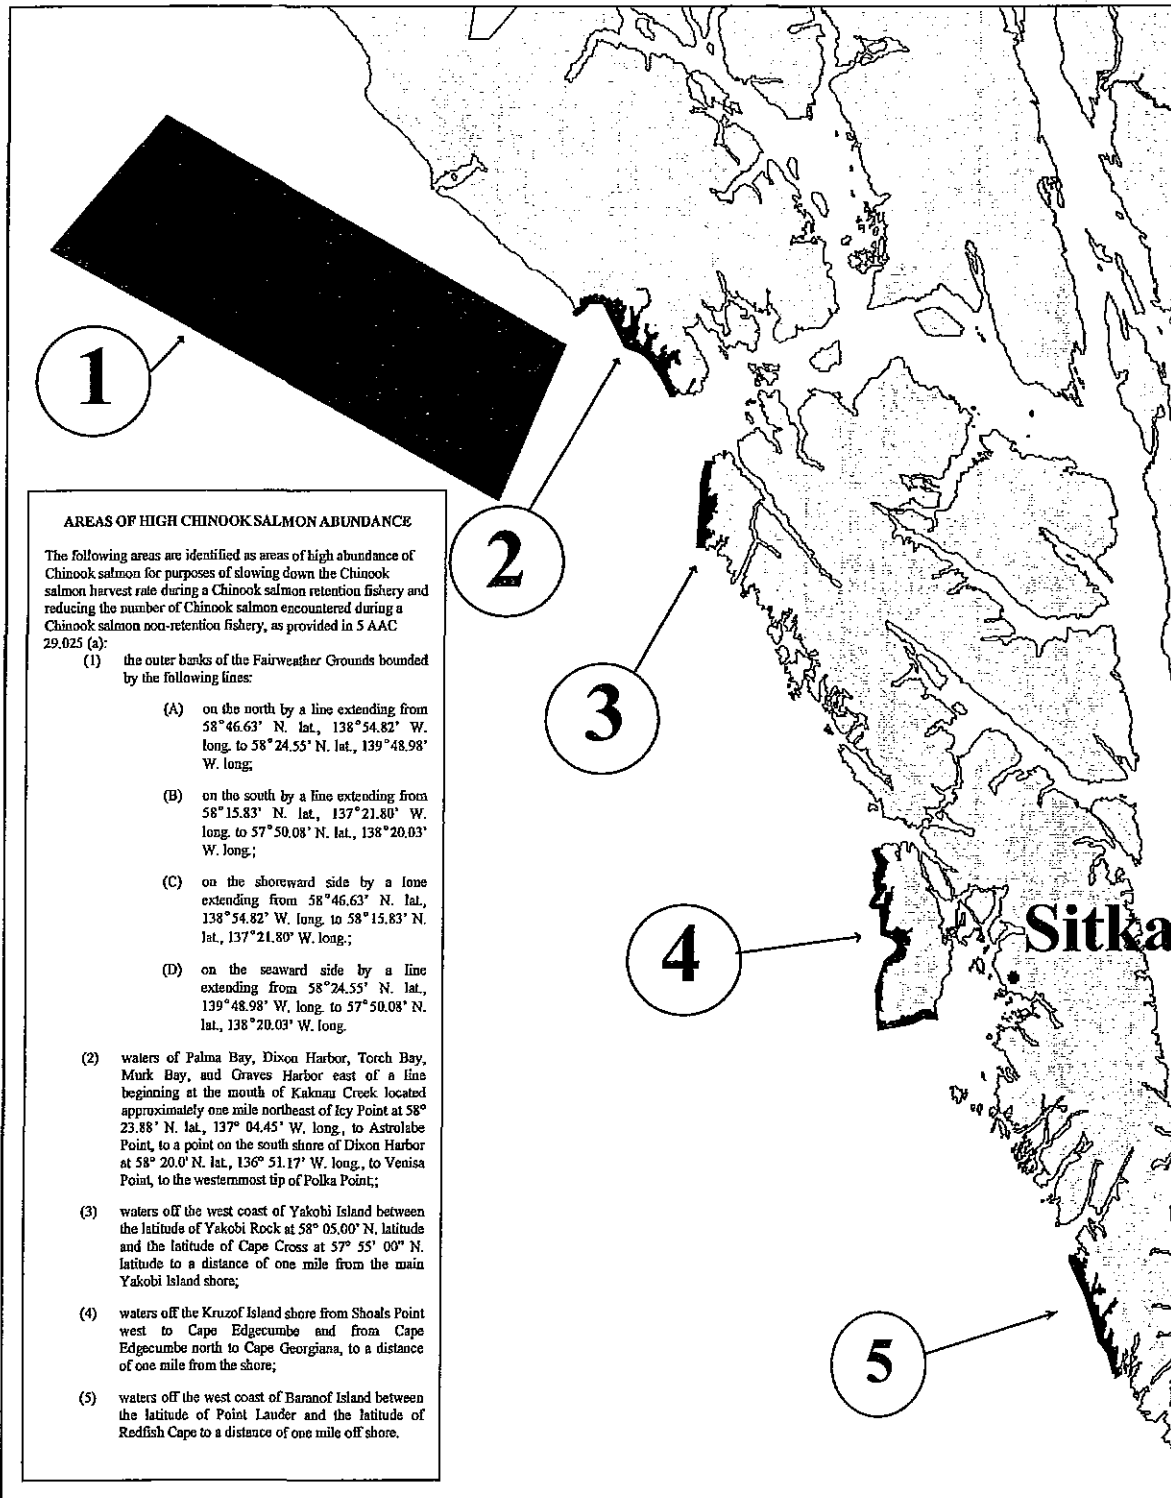 1
2
3
4
Sitka
5
AREAS OF HIGH CHINOOK SALMON ABUNDANCE
The following areas are identified as areas of high abundance of
Chinook salmon for purposes of slowing down the Chinook
salmon harvest rate during a Chinook salmon retention fishery and
reducing the number of Chinook salmon encountered during a
Chinook salmon non-retention fishery, as provided in 5 AAC
29.025 (a):
(1) the outer banks of the Fairweather Grounds bounded
by the following lines:
(A) on the north by a line extending from
58°46.63' N. lat., 138°54.82' W.
long. to 58°24.55' N. lat., 139°48.98'
W. long;
(B) on the south by a line extending from
58°15.83' N. lat., 137°21.80' W.
long. to 57°50.08' N. lat., 138°20.03'
W. long.;
(C) on the shoreward side by a lone
extending from 58°46.63' N. lat.,
138°54.82' W. long. to 58°15.83' N.
lat., 137°21.80' W. long.;
(D) on the seaward side by a line
extending from 58°24.55' N. lat.,
139°48.98' W. long. to 57°50.08' N.
lat., 138°20.03' W. long.
(2) waters of Palma Bay, Dixon Harbor, Torch Bay,
Murk Bay, and Graves Harbor east of a line
beginning at the mouth of Kaknau Creek located
approximately one mile northeast of Icy Point at 58°
23.88' N. lat., 137° 04.45' W. long., to Astrolabe
Point, to a point on the south shore of Dixon Harbor
at 58° 20.0' N. lat., 136° 51.17' W. long., to Venisa
Point, to the westernmost tip of Polka Point,;
(3) waters off the west coast of Yakobi Island between
the latitude of Yakobi Rock at 58° 05.00' N. latitude
and the latitude of Cape Cross at 57° 55' 00" N.
latitude to a distance of one mile from the main
Yakobi Island shore;
(4) waters off the Kruzof Island shore from Shoals Point
west to Cape Edgecumbe and from Cape
Edgecumbe north to Cape Georgiana, to a distance
of one mile from the shore;
(5) waters off the west coast of Baranof Island between
the latitude of Point Lauder and the latitude of
Redfish Cape to a distance of one mile off shore.